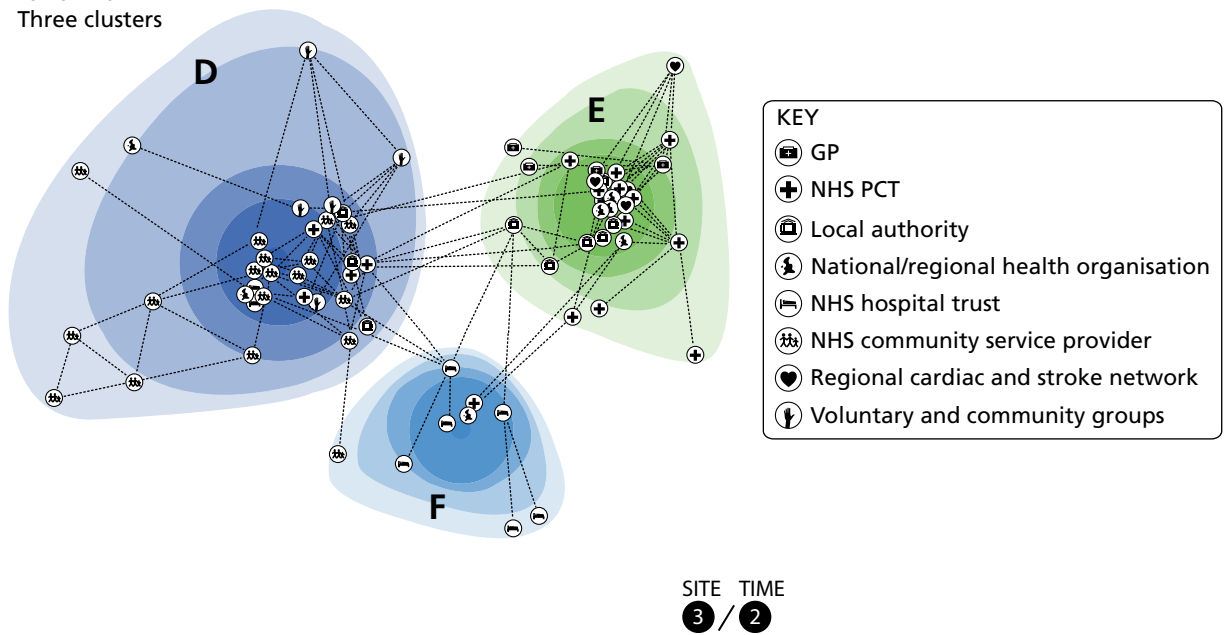 Three clusters
D
E
F
KEY
GP
NHS PCT
Local authority
National/regional health organisation
NHS hospital trust
NHS community service provider
Regional cardiac and stroke network
Voluntary and community groups
SITE TIME
3 / 2